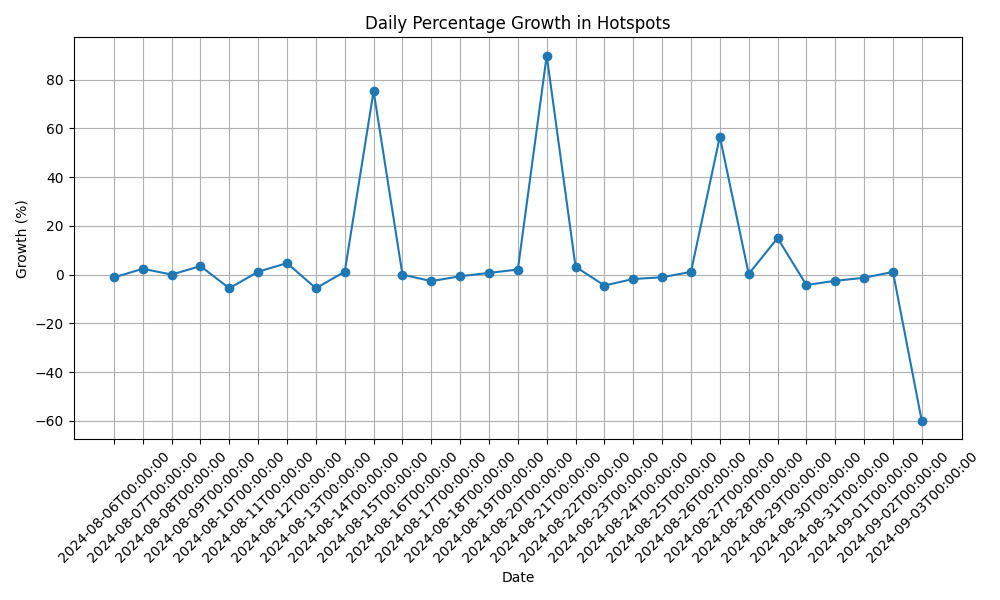 Daily Percentage Growth in Hotspots
Growth (%)
80
60
40
20
0
−20
−40
−60
2024-08-06T00:00:00
2024-08-07T00:00:00
2024-08-08T00:00:00
2024-08-09T00:00:00
2024-08-10T00:00:00
2024-08-11T00:00:00
2024-08-12T00:00:00
2024-08-13T00:00:00
2024-08-14T00:00:00
2024-08-15T00:00:00
2024-08-16T00:00:00
2024-08-17T00:00:00
2024-08-18T00:00:00
2024-08-19T00:00:00
2024-08-20T00:00:00
2024-08-21T00:00:00
2024-08-22T00:00:00
2024-08-23T00:00:00
2024-08-24T00:00:00
2024-08-25T00:00:00
2024-08-26T00:00:00
2024-08-27T00:00:00
2024-08-28T00:00:00
2024-08-29T00:00:00
2024-08-30T00:00:00
2024-08-31T00:00:00
2024-09-01T00:00:00
2024-09-02T00:00:00
2024-09-03T00:00:00
Date